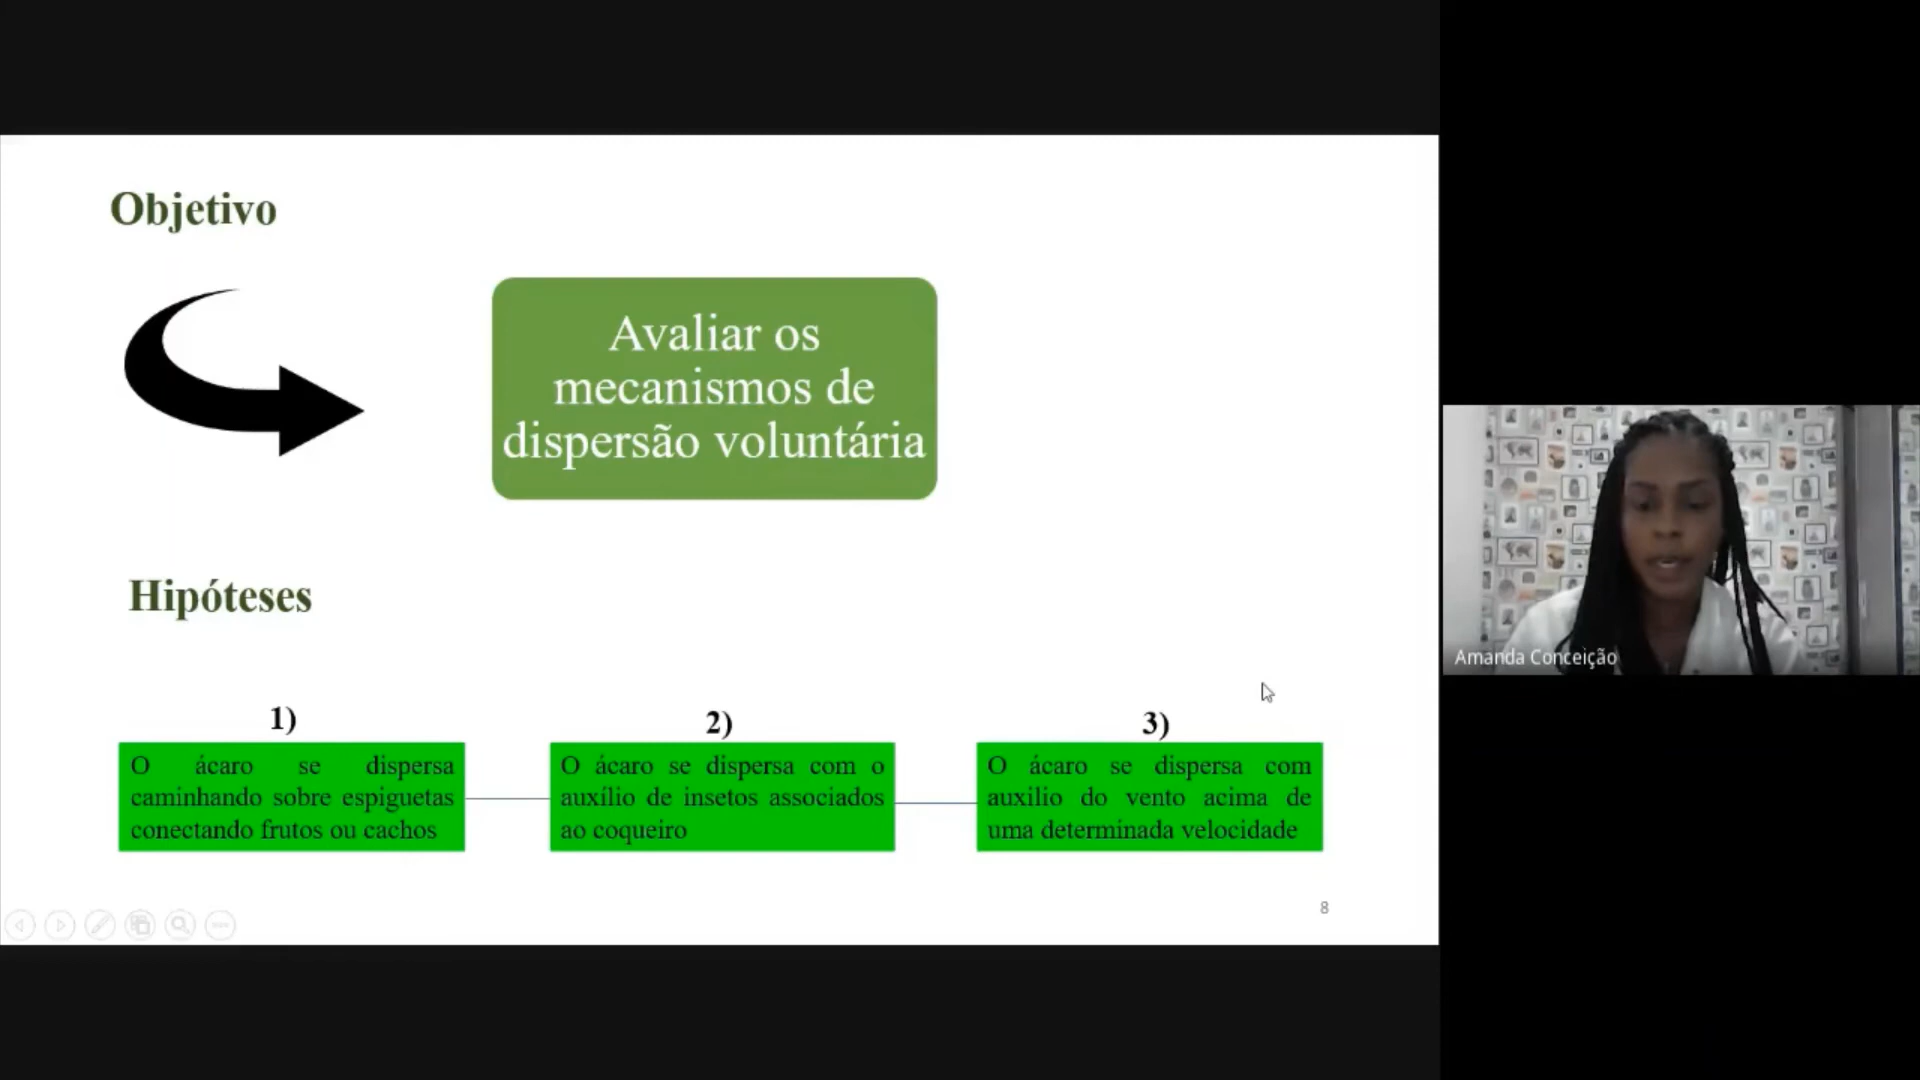 Objetivo
Avaliar os
mecanismos de
dispersão voluntária
Hipóteses
1)
O ácaro se dispersa
caminhando sobre espiguetas
conectando frutos ou cachos
2)
O ácaro se dispersa com o
auxílio de insetos associados
ao coqueiro
3)
O ácaro se dispersa com
auxilio do vento acima de
uma determinada velocidade
8
Amanda Conceição